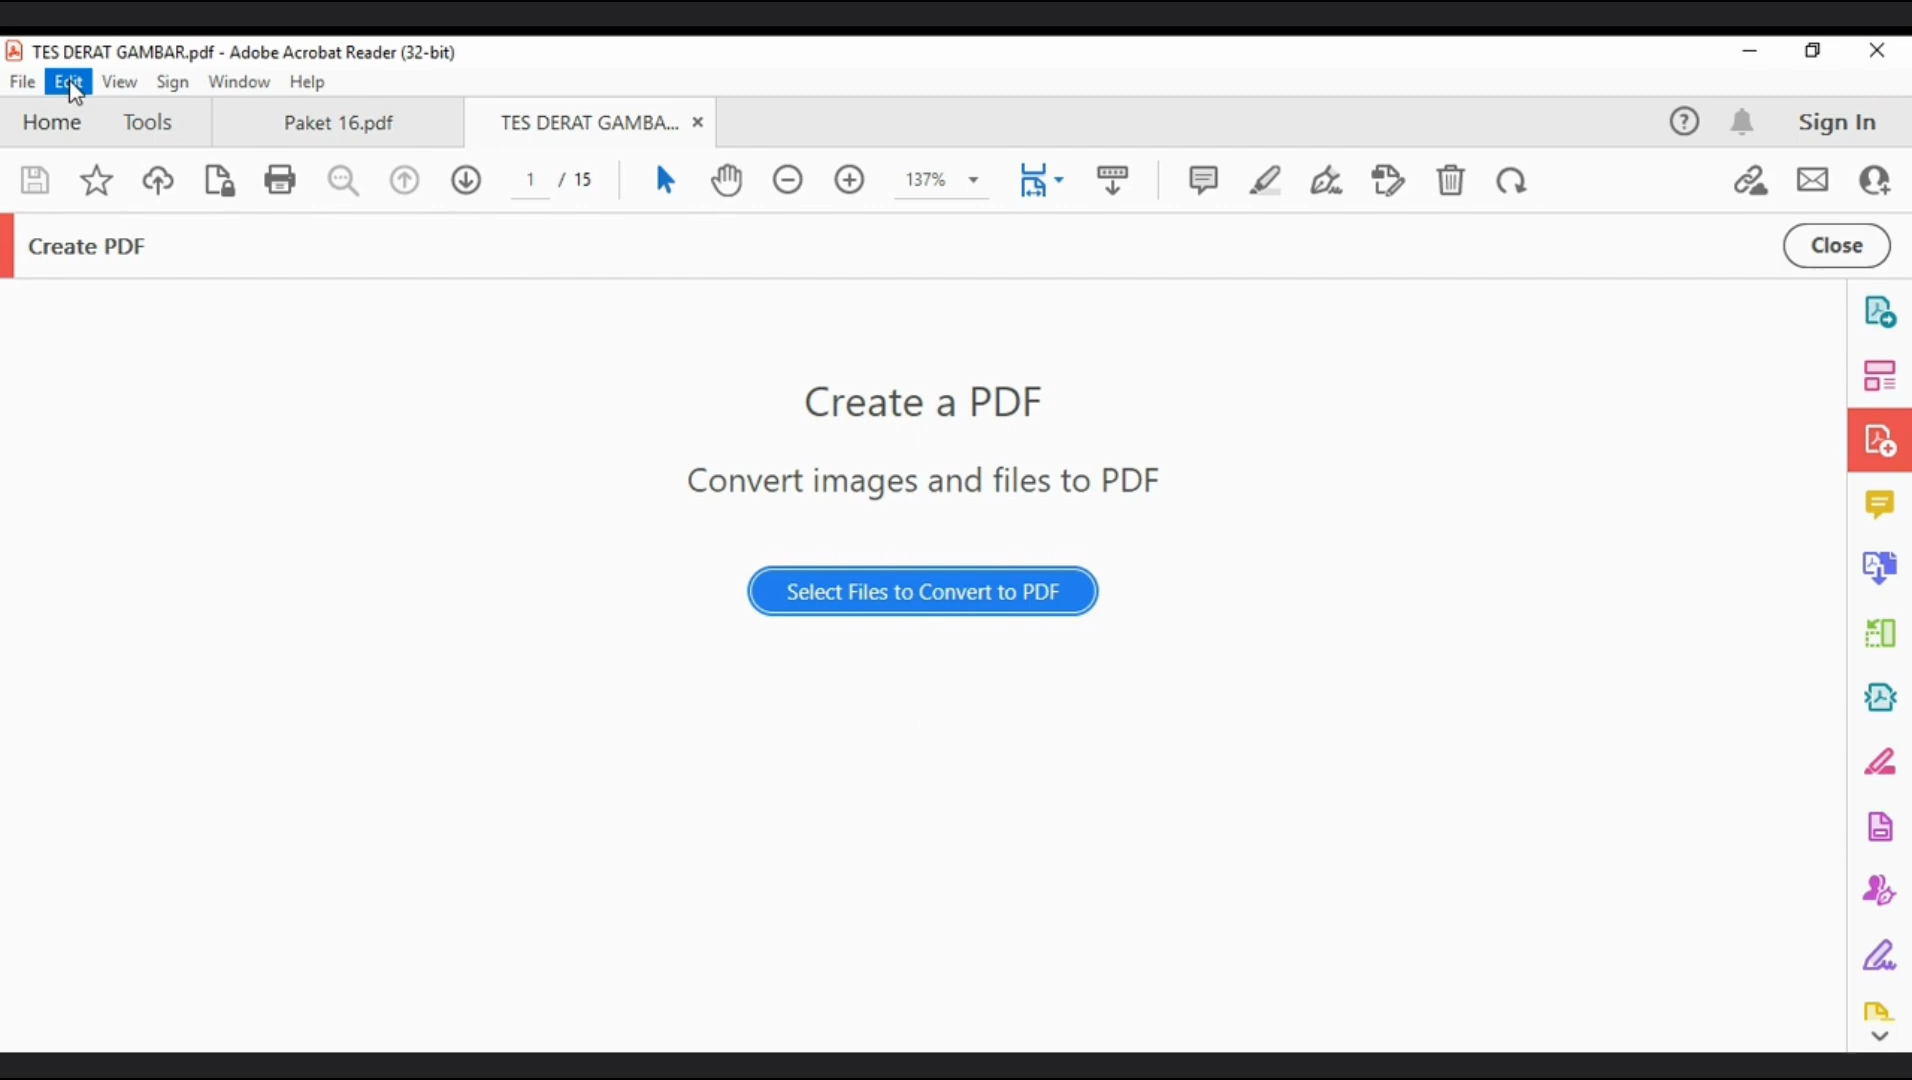 TES DERAT GAMBAR.pdf - Adobe Acrobat Reader (32-bit)
File Edit View Sign Window Help
Home Tools Paket 16.pdf TES DERAT GAMBA... Sign In
1 / 15 137%
Create PDF Close
Create a PDF
Convert images and files to PDF
Select Files to Convert to PDF